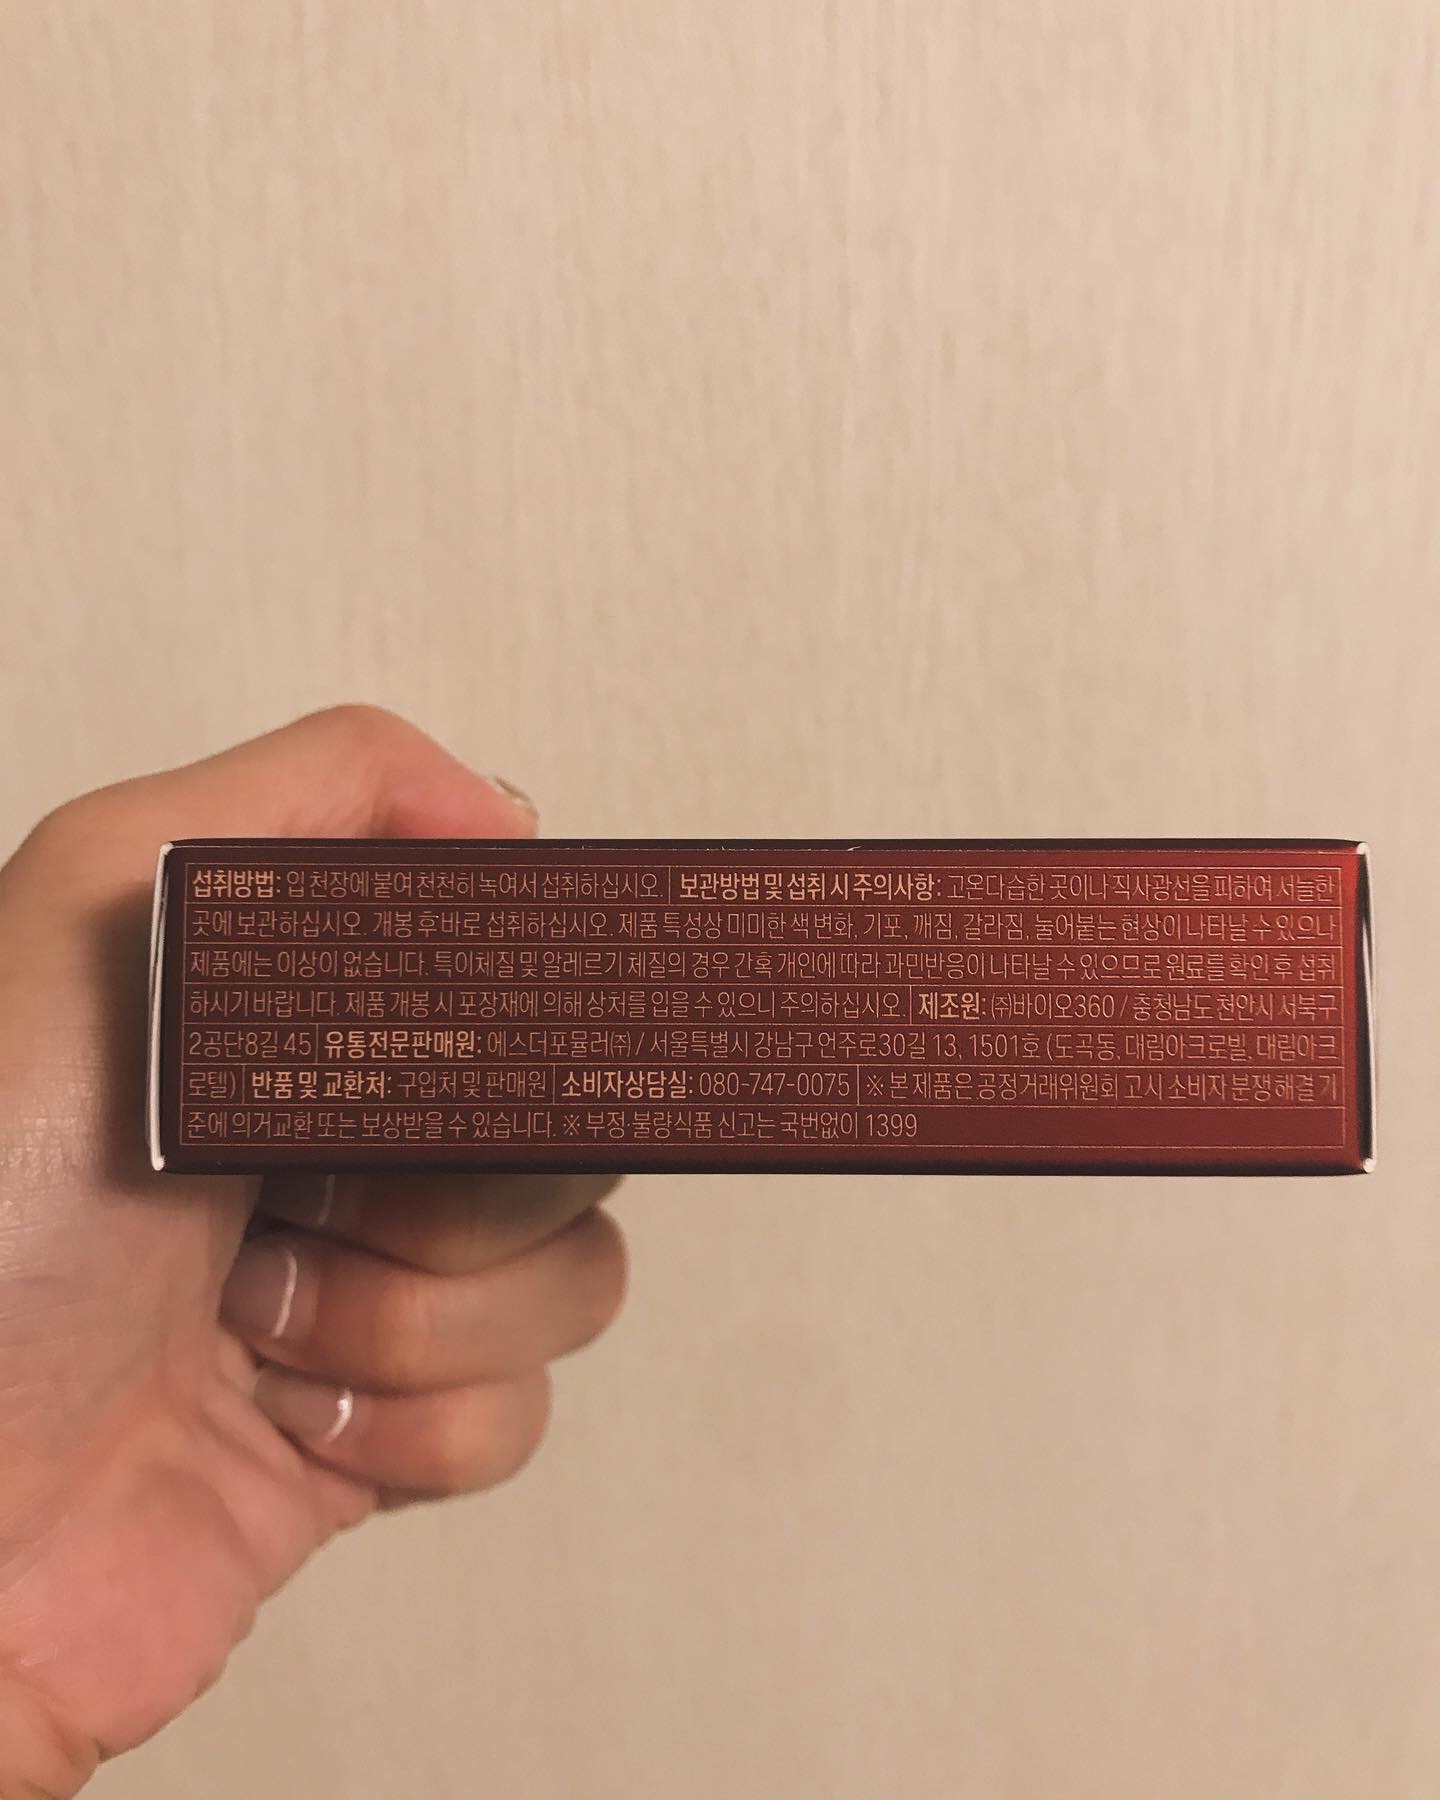 섭취방법: 입천장에 붙여 천천히 녹여서 섭취하십시오. 보관방법 및 섭취 시 주의사항: 고온다습한 곳이나 직사광선을 피하여 서늘한
곳에 보관하십시오. 개봉 후 바로 섭취하십시오. 제품 특성상 미미한 색 변화, 기포, 깨짐, 갈라짐, 눌어붙는 현상이 나타날 수 있으나
제품에는 이상이 없습니다. 특이체질 및 알레르기 체질의 경우 간혹 개인에 따라 과민반응이 나타날 수 있으므로 원료를 확인 후 섭취
하시기 바랍니다. 제품 개봉 시 포장재에 의해 상처를 입을 수 있으니 주의하십시오. 제조원: ㈜바이오360 / 충청남도 천안시 서북구
2공단8길 45 유통전문판매원: 에스더포뮬러㈜ / 서울특별시 강남구 언주로30길 13, 1501호 (도곡동, 대림아크로빌, 대림아크
로텔) 반품 및 교환처: 구입처 및 판매원 소비자상담실: 080-747-0075 ※ 본 제품은 공정거래위원회 고시 소비자 분쟁해결 기
준에 의거 교환 또는 보상받을 수 있습니다. ※ 부정·불량식품 신고는 국번없이 1399